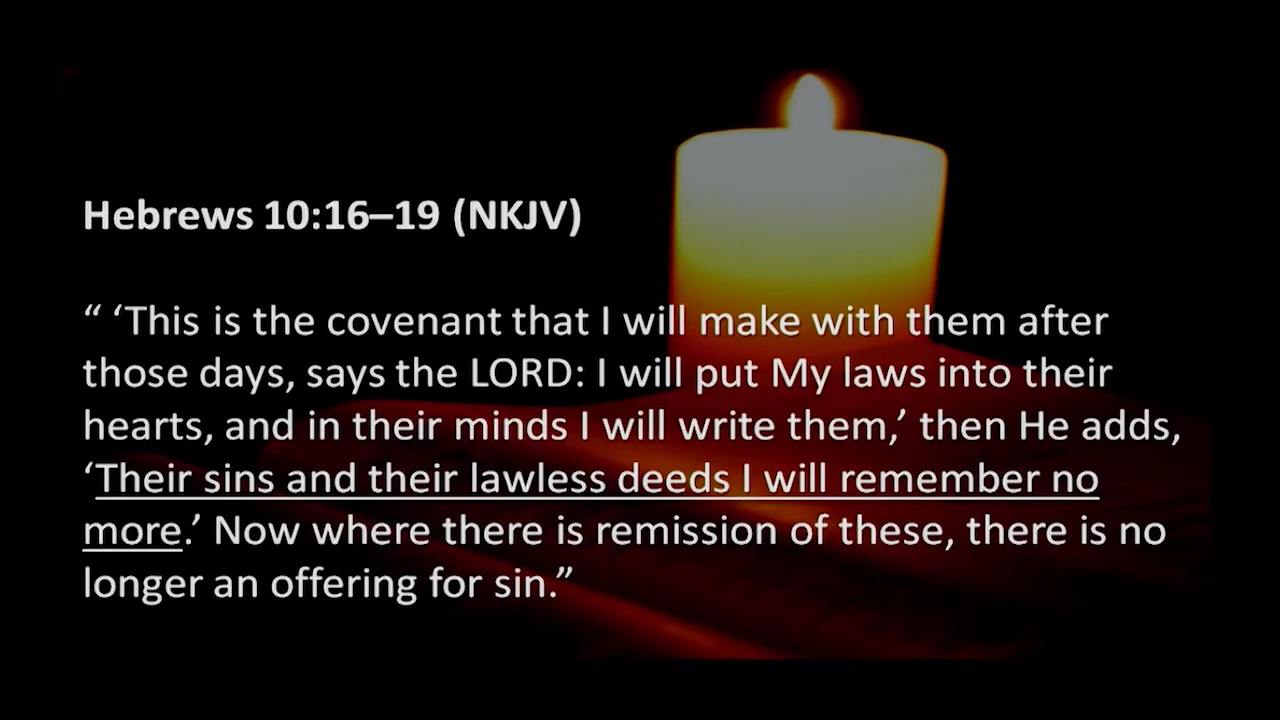 Hebrews 10:16–19 (NKJV)
“ ‘This is the covenant that I will make with them after
those days, says the LORD: I will put My laws into their
hearts, and in their minds I will write them,’ then He adds,
‘Their sins and their lawless deeds I will remember no
more.’ Now where there is remission of these, there is no
longer an offering for sin.”